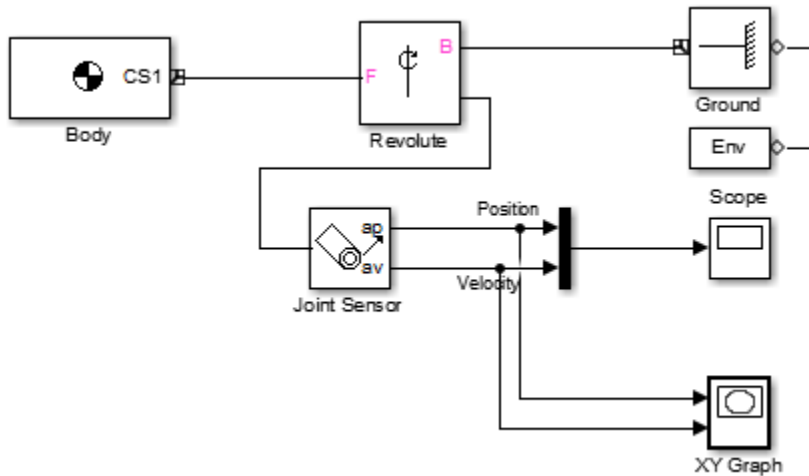 CS1
Body
F
B
Revolute
Ground
Env
Scope
ap
av
Joint Sensor
Position
Velocity
XY Graph